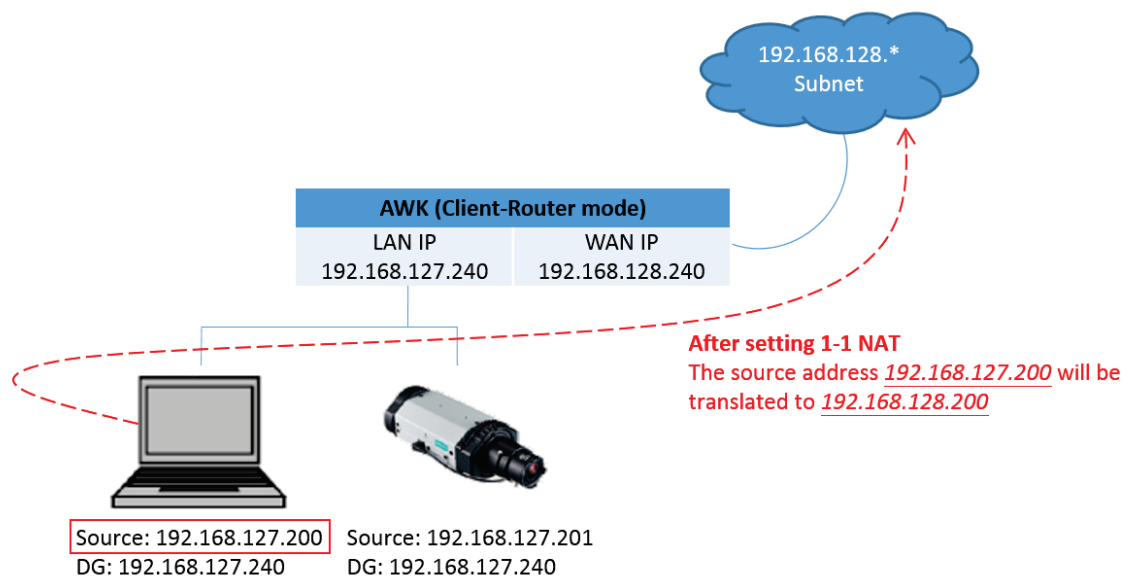 192.168.128.*
Subnet
AWK (Client-Router mode)
LAN IP
192.168.127.240
WAN IP
192.168.128.240
After setting 1-1 NAT
The source address 192.168.127.200 will be
translated to 192.168.128.200
Source: 192.168.127.200
DG: 192.168.127.240
Source: 192.168.127.201
DG: 192.168.127.240